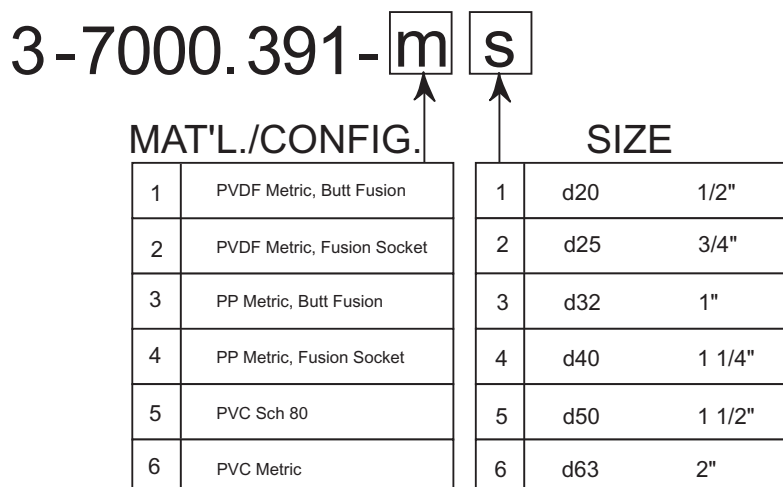 3-7000.391- m s
MAT'L./CONFIG. SIZE
1 PVDF Metric, Butt Fusion 1 d20 1/2"
2 PVDF Metric, Fusion Socket 2 d25 3/4"
3 PP Metric, Butt Fusion 3 d32 1"
4 PP Metric, Fusion Socket 4 d40 1 1/4"
5 PVC Sch 80 5 d50 1 1/2"
6 PVC Metric 6 d63 2"